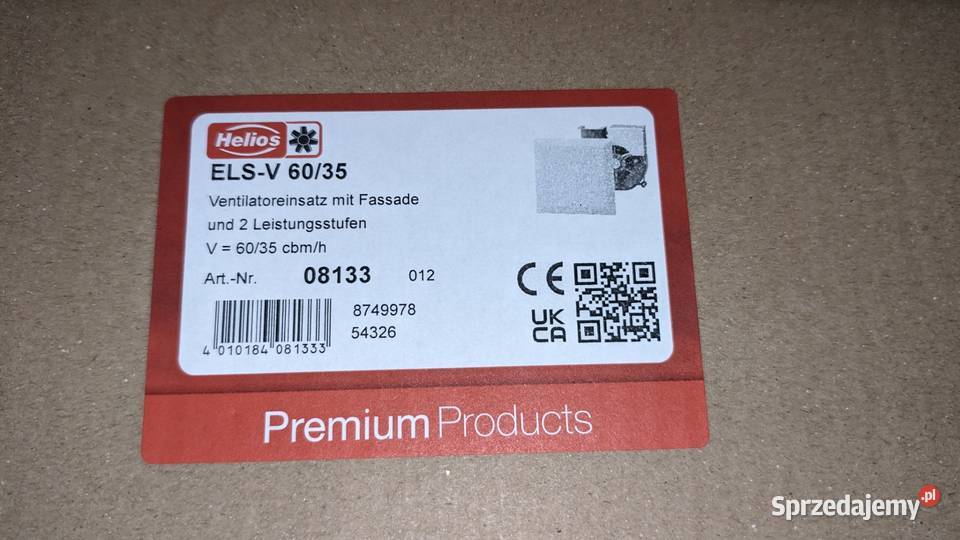 Helios
ELS-V 60/35
Ventilatoreinsatz mit Fassade
und 2 Leistungsstufen
V = 60/35 cbm/h
Art.-Nr. 08133 012
8749978
54326
4 010184 081333
CE
UK
CA
Premium Products
Sprzedajemy.pl